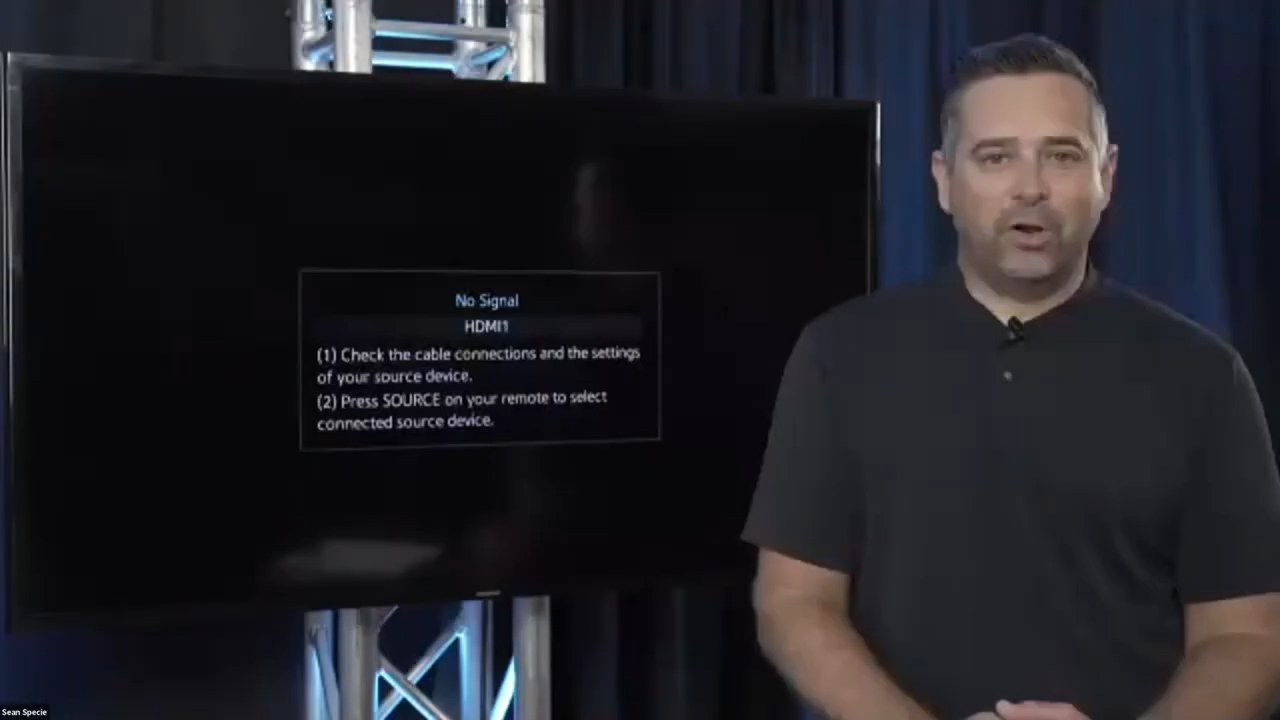 No Signal
HDMI1
(1) Check the cable connections and the settings
of your source device.
(2) Press SOURCE on your remote to select
connected source device.
Sean Specie